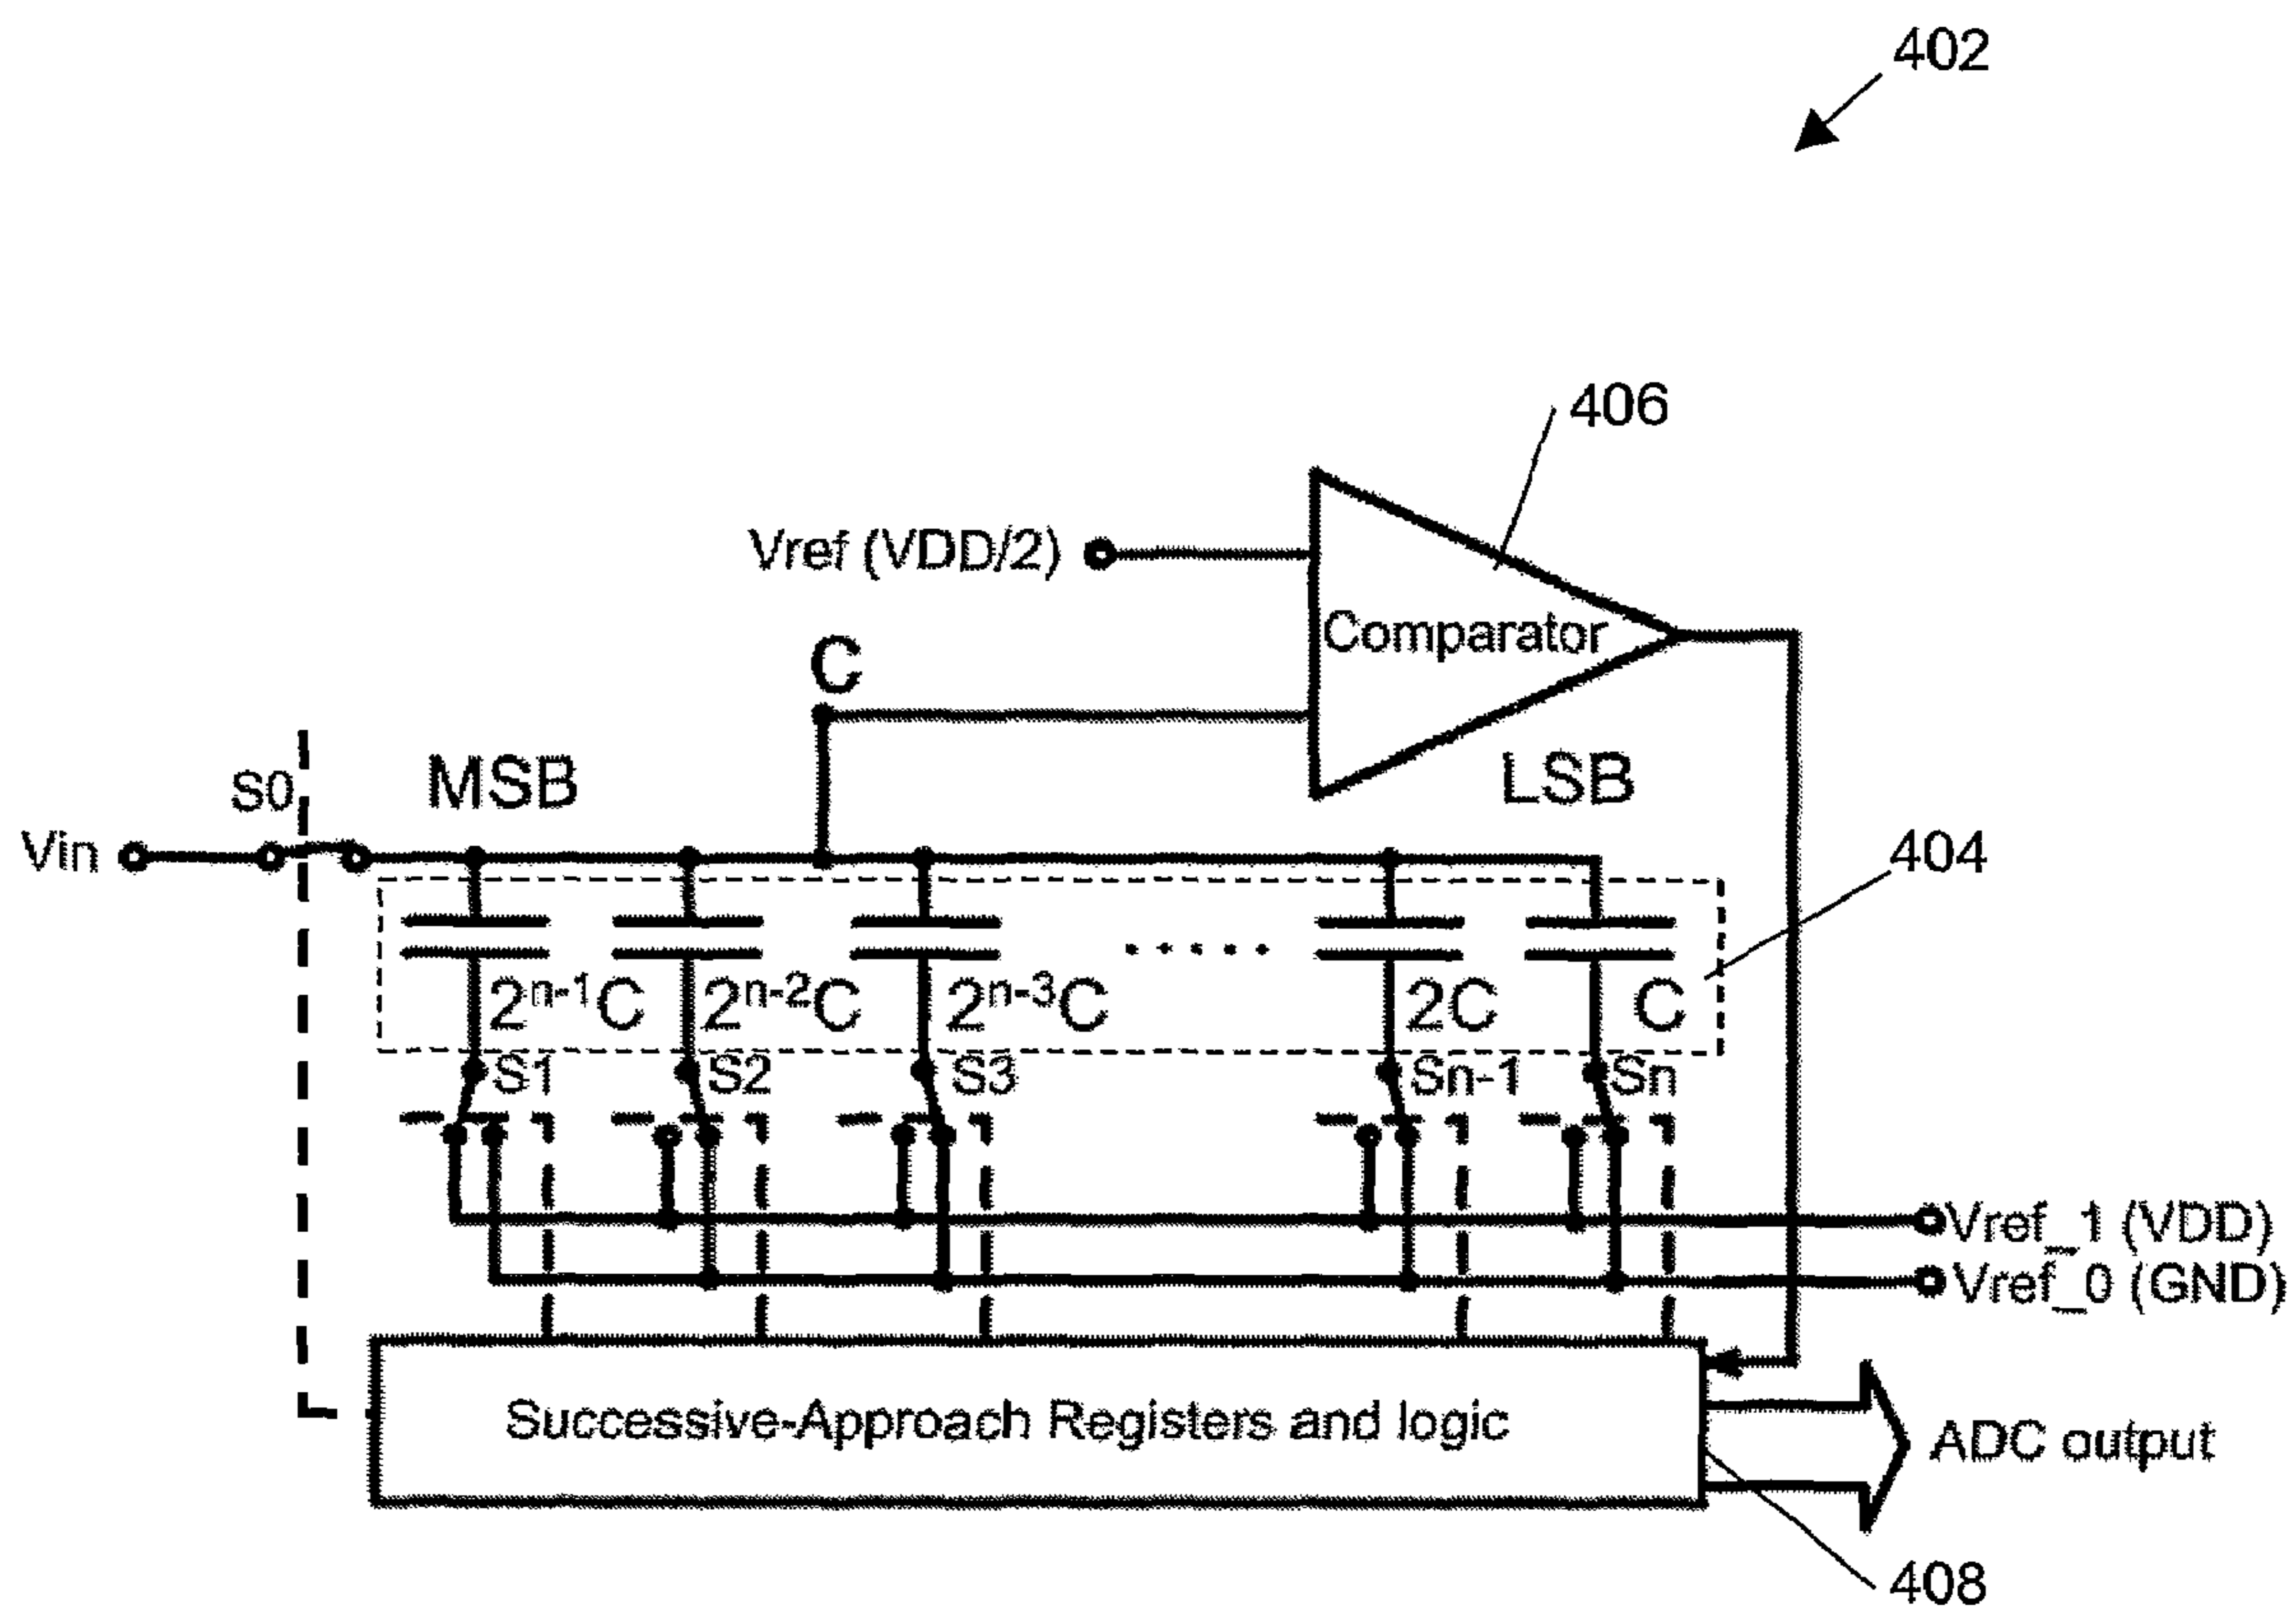 402
406
Vref (VDD/2)
Comparator
C
MSB
LSB
S0
Vin
404
2ⁿ⁻¹C 2ⁿ⁻²C 2ⁿ⁻³C ..... 2C C
S1 S2 S3 Sn-1 Sn
Vref_1 (VDD)
Vref_0 (GND)
Successive-Approach Registers and logic
ADC output
408